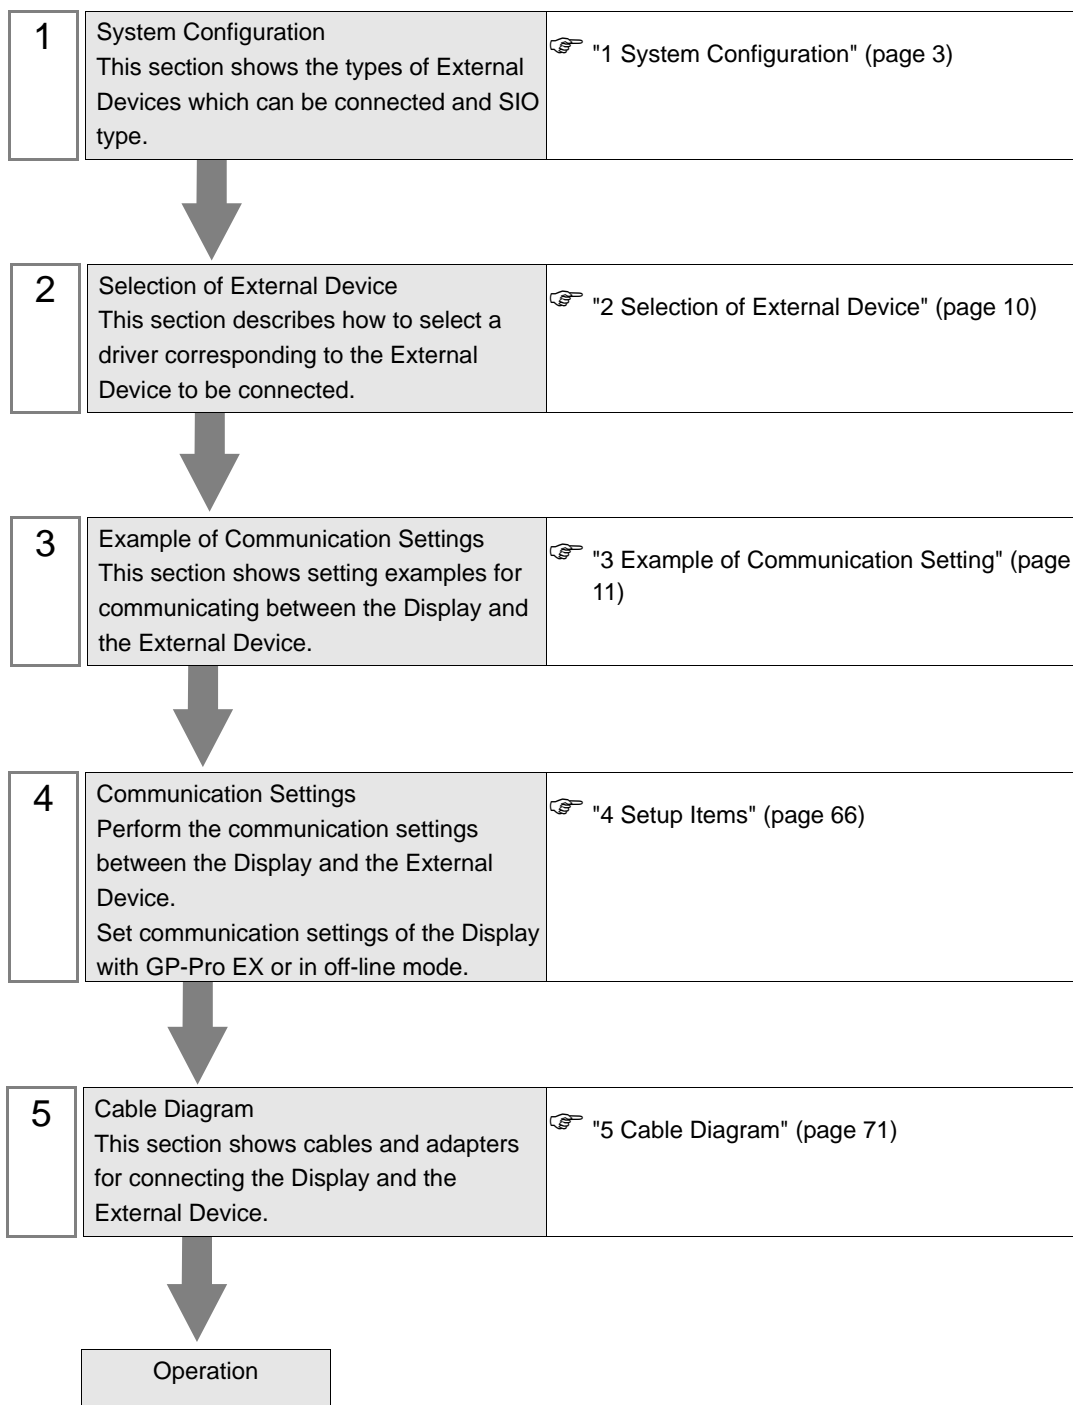 1
System Configuration
This section shows the types of External
Devices which can be connected and SIO
type.
"1 System Configuration" (page 3)
2
Selection of External Device
This section describes how to select a
driver corresponding to the External
Device to be connected.
"2 Selection of External Device" (page 10)
3
Example of Communication Settings
This section shows setting examples for
communicating between the Display and
the External Device.
"3 Example of Communication Setting" (page
11)
4
Communication Settings
Perform the communication settings
between the Display and the External
Device.
Set communication settings of the Display
with GP-Pro EX or in off-line mode.
"4 Setup Items" (page 66)
5
Cable Diagram
This section shows cables and adapters
for connecting the Display and the
External Device.
"5 Cable Diagram" (page 71)
Operation